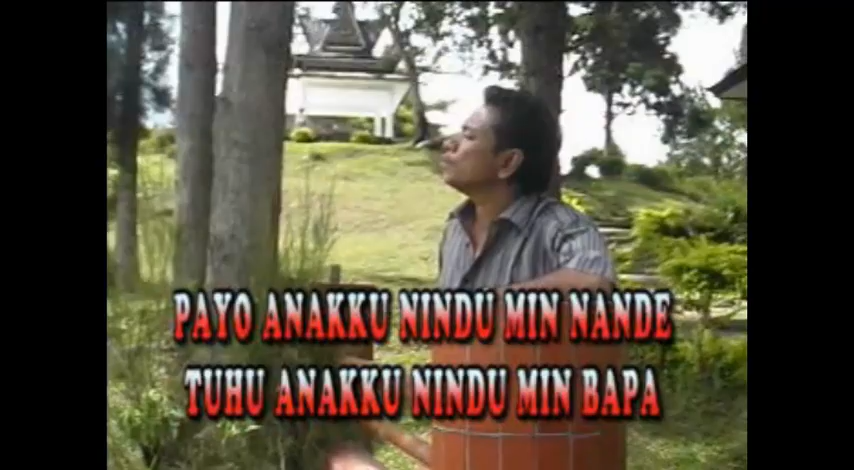 PAYO ANAKKU NINDU MIN NANDE
TUHU ANAKKU NINDU MIN BAPA